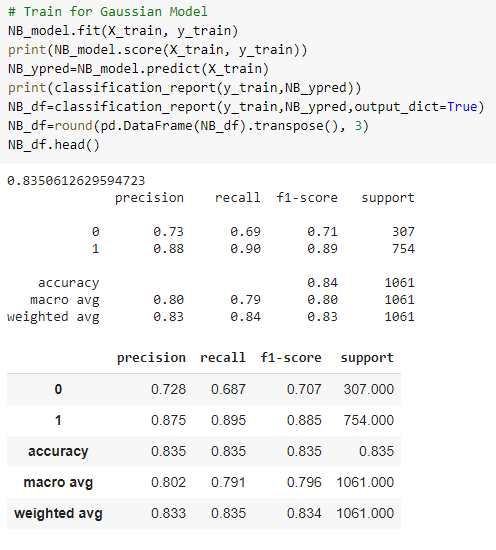 # Train for Gaussian Model
NB_model.fit(X_train, y_train)
print(NB_model.score(X_train, y_train))
NB_ypred=NB_model.predict(X_train)
print(classification_report(y_train,NB_ypred))
NB_df=classification_report(y_train,NB_ypred,output_dict=True)
NB_df=round(pd.DataFrame(NB_df).transpose(), 3)
NB_df.head()
0.8350612629594723
precision recall f1-score support
0 0.73 0.69 0.71 307
1 0.88 0.90 0.89 754
accuracy 0.84 1061
macro avg 0.80 0.79 0.80 1061
weighted avg 0.83 0.84 0.83 1061
precision recall f1-score support
0 0.728 0.687 0.707 307.000
1 0.875 0.895 0.885 754.000
accuracy 0.835 0.835 0.835 0.835
macro avg 0.802 0.791 0.796 1061.000
weighted avg 0.833 0.835 0.834 1061.000